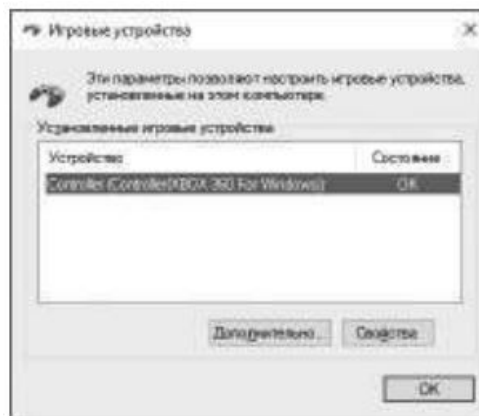 Игровые устройства
Эти параметры позволяют настроить игровые устройства,
установленные на этом компьютере.
Установленные игровые устройства
Устройство Состояние
Controller (Controller(XBOX 360 For Windows)) OK
Дополнительно... Свойства
OK